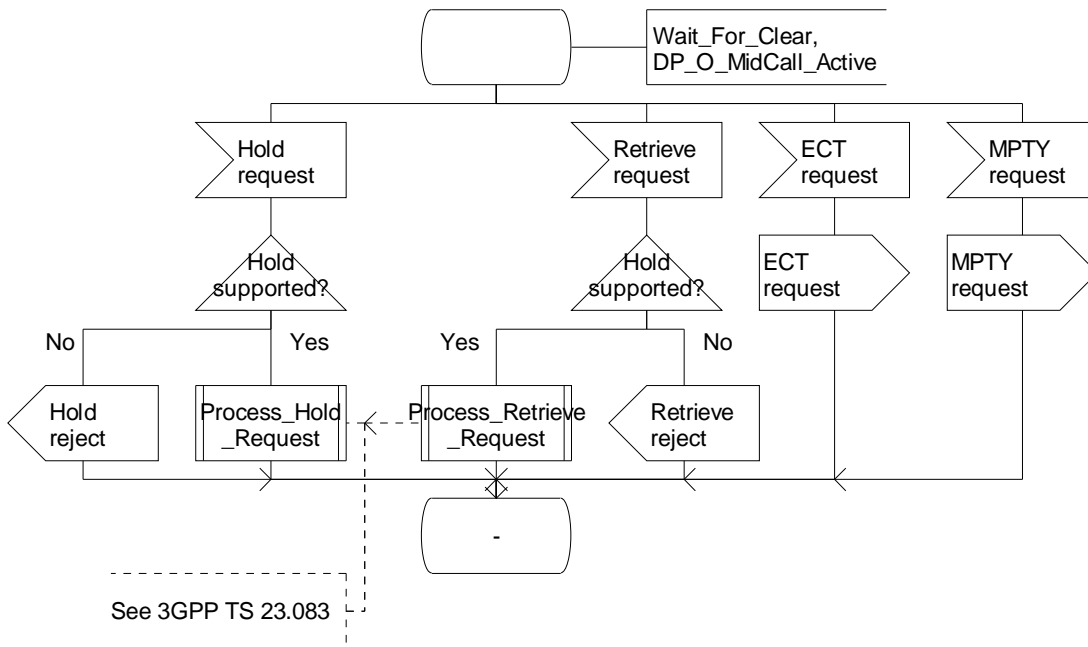 Wait_For_Clear,
DP_O_MidCall_Active
Hold
request
Retrieve
request
ECT
request
MPTY
request
Hold
supported?
Hold
supported?
ECT
request
MPTY
request
No
Yes
Yes
No
Hold
reject
Process_Hold
_Request
Process_Retrieve
_Request
Retrieve
reject
-
See 3GPP TS 23.083